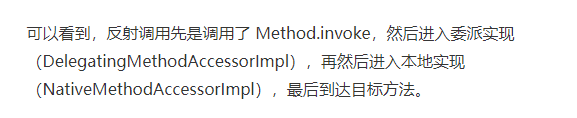 可以看到，反射调用先是调用了 Method.invoke，然后进入委派实现
（DelegatingMethodAccessorImpl），再然后进入本地实现
（NativeMethodAccessorImpl），最后到达目标方法。